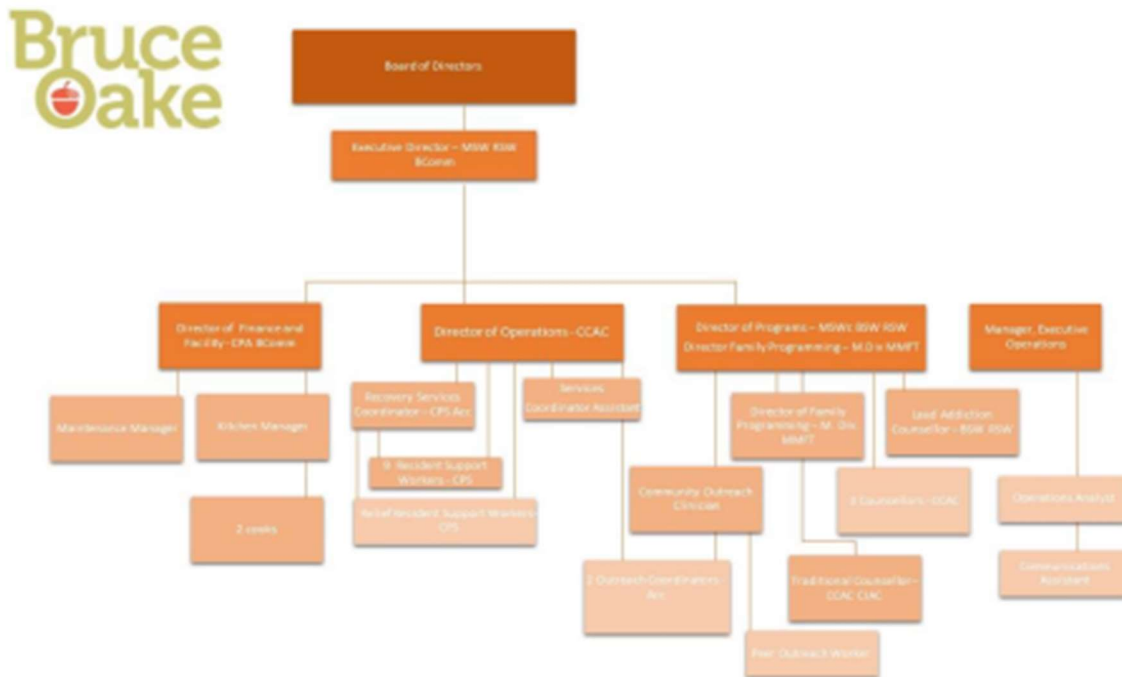 Bruce
Oake
Board of Directors
Executive Director – MSW RSW
BComm
Director of Finance and
Facility - CPA BComm
Director of Operations - CCAC
Director of Programs – MSWc BSW RSW
Director Family Programming – M.Div MMFT
Manager, Executive
Operations
Maintenance Manager
Kitchen Manager
Recovery Services
Coordinator – CPS Acc
Services
Coordinator Assistant
Director of Family
Programming – M. Div.
MMFT
Lead Addiction
Counsellor – BSW RSW
9 Resident Support
Workers - CPS
Relief Resident Support Workers-
CPS
Community Outreach
Clinician
3 Counsellors - CCAC
Operations Analyst
2 cooks
2 Outreach Coordinators -
Acc
Traditional Counsellor –
CCAC
Communications
Assistant
Peer Outreach Worker